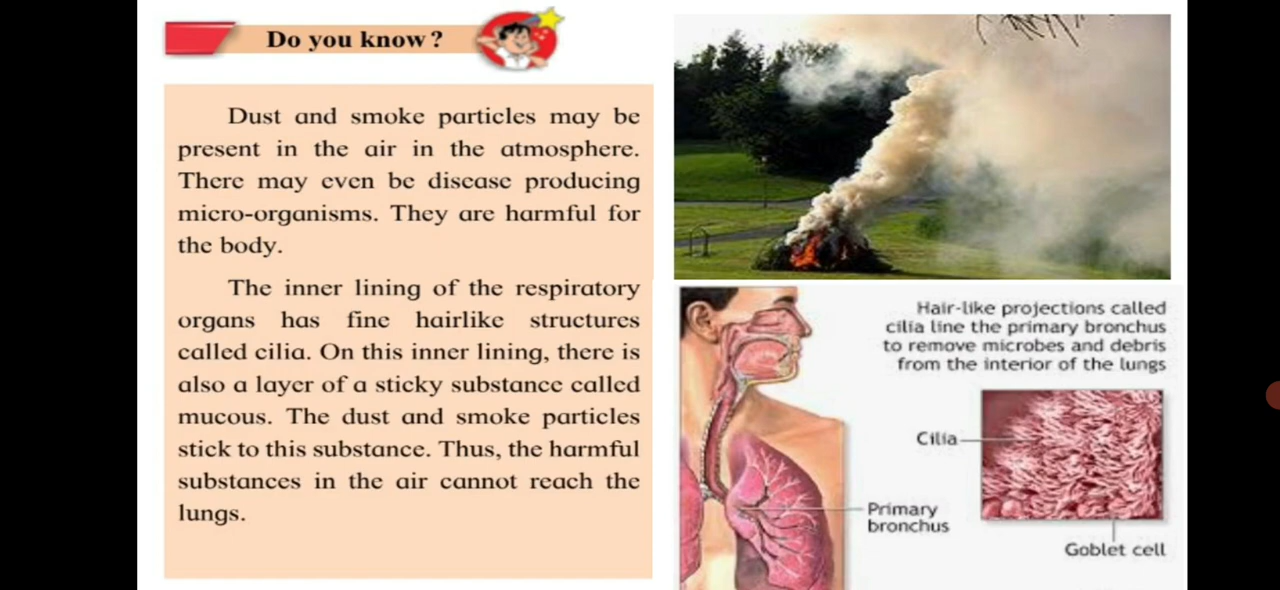 Do you know?
Dust and smoke particles may be
present in the air in the atmosphere.
There may even be disease producing
micro-organisms. They are harmful for
the body.
The inner lining of the respiratory
organs has fine hairlike structures
called cilia. On this inner lining, there is
also a layer of a sticky substance called
mucous. The dust and smoke particles
stick to this substance. Thus, the harmful
substances in the air cannot reach the
lungs.
Hair-like projections called
cilia line the primary bronchus
to remove microbes and debris
from the interior of the lungs
Cilia
Primary
bronchus
Goblet cell